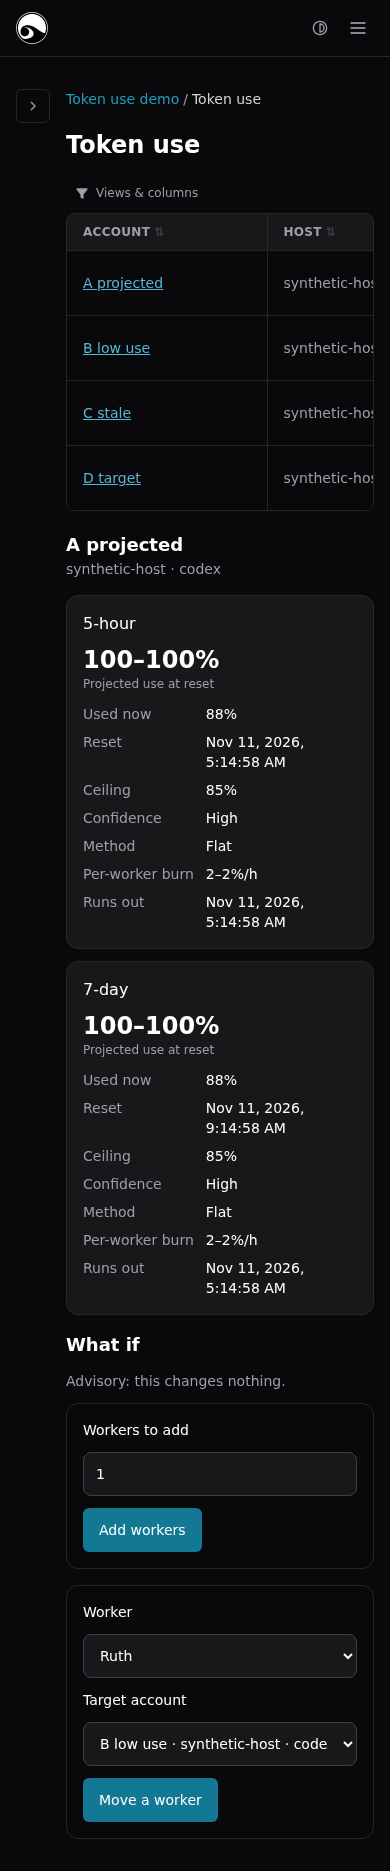 Token use demo / Token use
Token use
Views & columns
ACCOUNT ⇅ HOST ⇅
A projected synthetic-hos
B low use synthetic-hos
C stale synthetic-hos
D target synthetic-hos
A projected
synthetic-host · codex
5-hour
100–100%
Projected use at reset
Used now 88%
Reset Nov 11, 2026,
5:14:58 AM
Ceiling 85%
Confidence High
Method Flat
Per-worker burn 2–2%/h
Runs out Nov 11, 2026,
5:14:58 AM
7-day
100–100%
Projected use at reset
Used now 88%
Reset Nov 11, 2026,
9:14:58 AM
Ceiling 85%
Confidence High
Method Flat
Per-worker burn 2–2%/h
Runs out Nov 11, 2026,
5:14:58 AM
What if
Advisory: this changes nothing.
Workers to add
1
Add workers
Worker
Ruth
Target account
B low use · synthetic-host · code
Move a worker